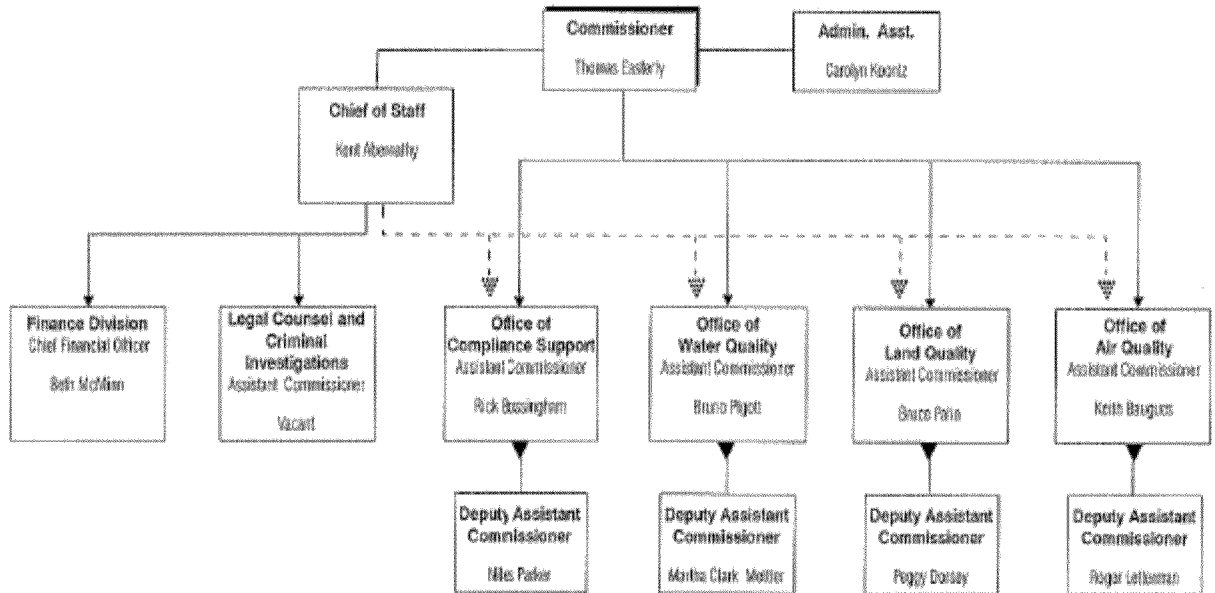 Commissioner
Thomas Easterly
Admin. Asst.
Carolyn Koontz
Chief of Staff
Kent Abernathy
Finance Division
Chief Financial Officer
Beth McMinn
Legal Counsel and
Criminal
Investigations
Assistant Commissioner
Vacant
Office of
Compliance Support
Assistant Commissioner
Rick Bossingham
Office of
Water Quality
Assistant Commissioner
Bruno Pigott
Office of
Land Quality
Assistant Commissioner
Bruce Palin
Office of
Air Quality
Assistant Commissioner
Keith Baugues
Deputy Assistant
Commissioner
Niles Parker
Deputy Assistant
Commissioner
Martha Clark Mettler
Deputy Assistant
Commissioner
Peggy Dorsey
Deputy Assistant
Commissioner
Roger Letterman